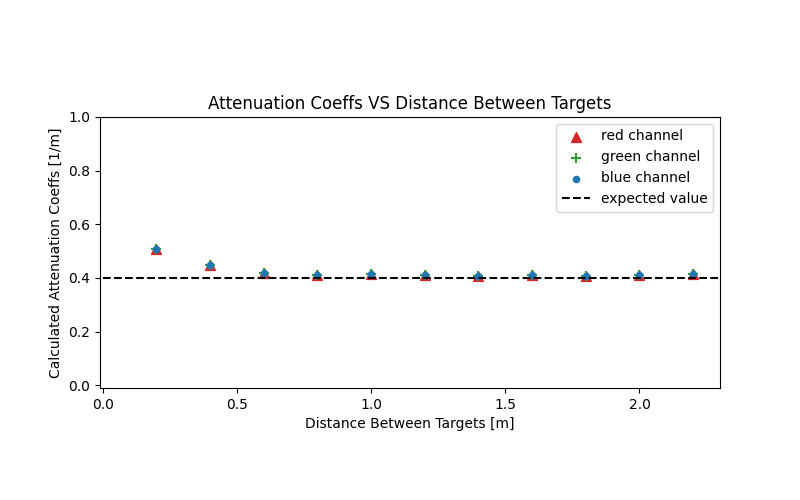 Attenuation Coeffs VS Distance Between Targets
Calculated Attenuation Coeffs [1/m]
1.0
0.8
0.6
0.4
0.2
0.0
red channel
green channel
blue channel
expected value
0.0 0.5 1.0 1.5 2.0
Distance Between Targets [m]